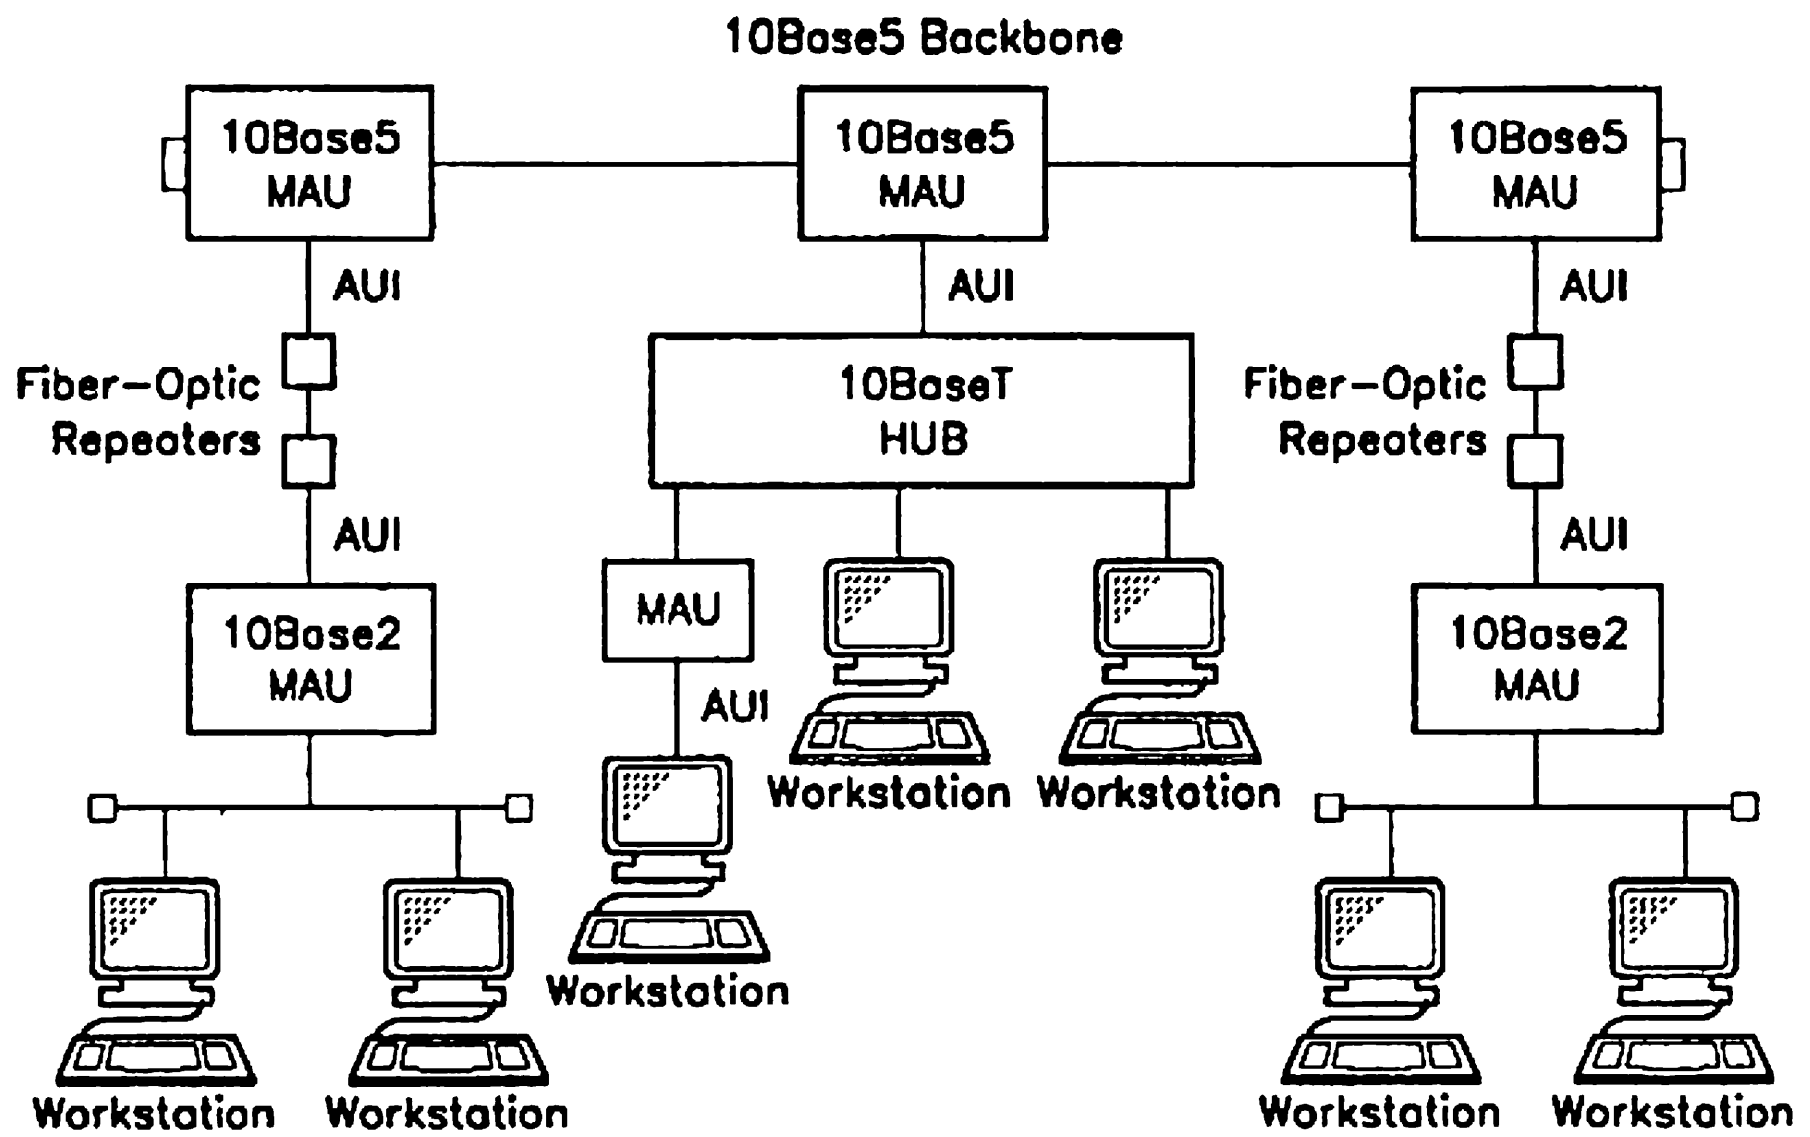 10Base5 Backbone
10Base5
MAU
10Base5
MAU
10Base5
MAU
AUI
AUI
AUI
Fiber-Optic
Repeaters
10BaseT
HUB
Fiber-Optic
Repeaters
AUI
AUI
10Base2
MAU
MAU
10Base2
MAU
AUI
Workstation
Workstation
Workstation
Workstation
Workstation
Workstation
Workstation